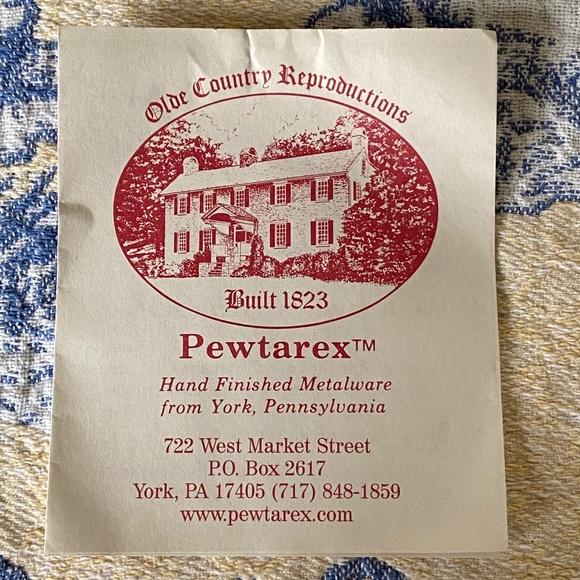 Olde Country Reproductions
Built 1823
Pewtarex™
Hand Finished Metalware
from York, Pennsylvania
722 West Market Street
P.O. Box 2617
York, PA 17405 (717) 848-1859
www.pewtarex.com